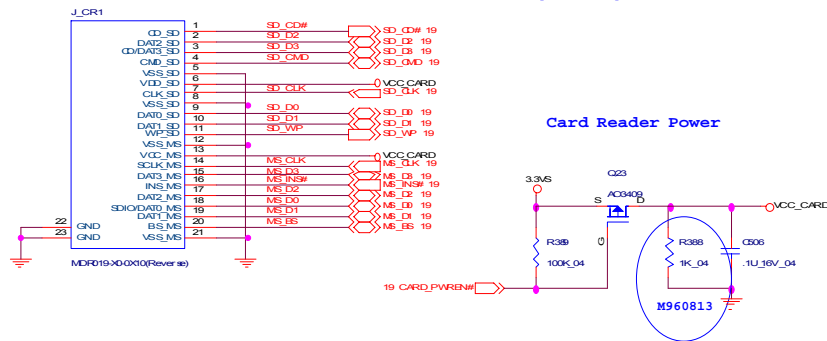 J_CR1
CD_SD 1 SD_CD# SD_CD# 19
DAT2_SD 2 SD_D2 SD_D2 19
CD/DAT3_SD 3 SD_D3 SD_D3 19
CMD_SD 4 SD_CMD SD_CMD 19
VSS_SD 5
VDD_SD 6 VCC_CARD
CLK_SD 7 SD_CLK SD_CLK 19
VSS_SD 8
DAT0_SD 9 SD_D0 SD_D0 19
DAT1_SD 10 SD_D1 SD_D1 19
WP_SD 11 SD_WP SD_WP 19
VSS_MS 12
VCC_MS 13 VCC_CARD
SCLK_MS 14 MS_CLK MS_CLK 19
DAT3_MS 15 MS_D3 MS_D3 19
INS_MS 16 MS_INS# MS_INS# 19
DAT2_MS 17 MS_D2 MS_D2 19
SDIO/DAT0_MS 18 MS_D0 MS_D0 19
DAT1_MS 19 MS_D1 MS_D1 19
BS_MS 20 MS_BS MS_BS 19
VSS_MS 21
22 GND
23 GND
MDR019-X0-0X10(Reverse)
Card Reader Power
Q23
AO3409
3.3VS
S D
G
VCC_CARD
R389
100K_04
R388
1K_04
C506
.1U_16V_04
19 CARD_PWREN#
M960813